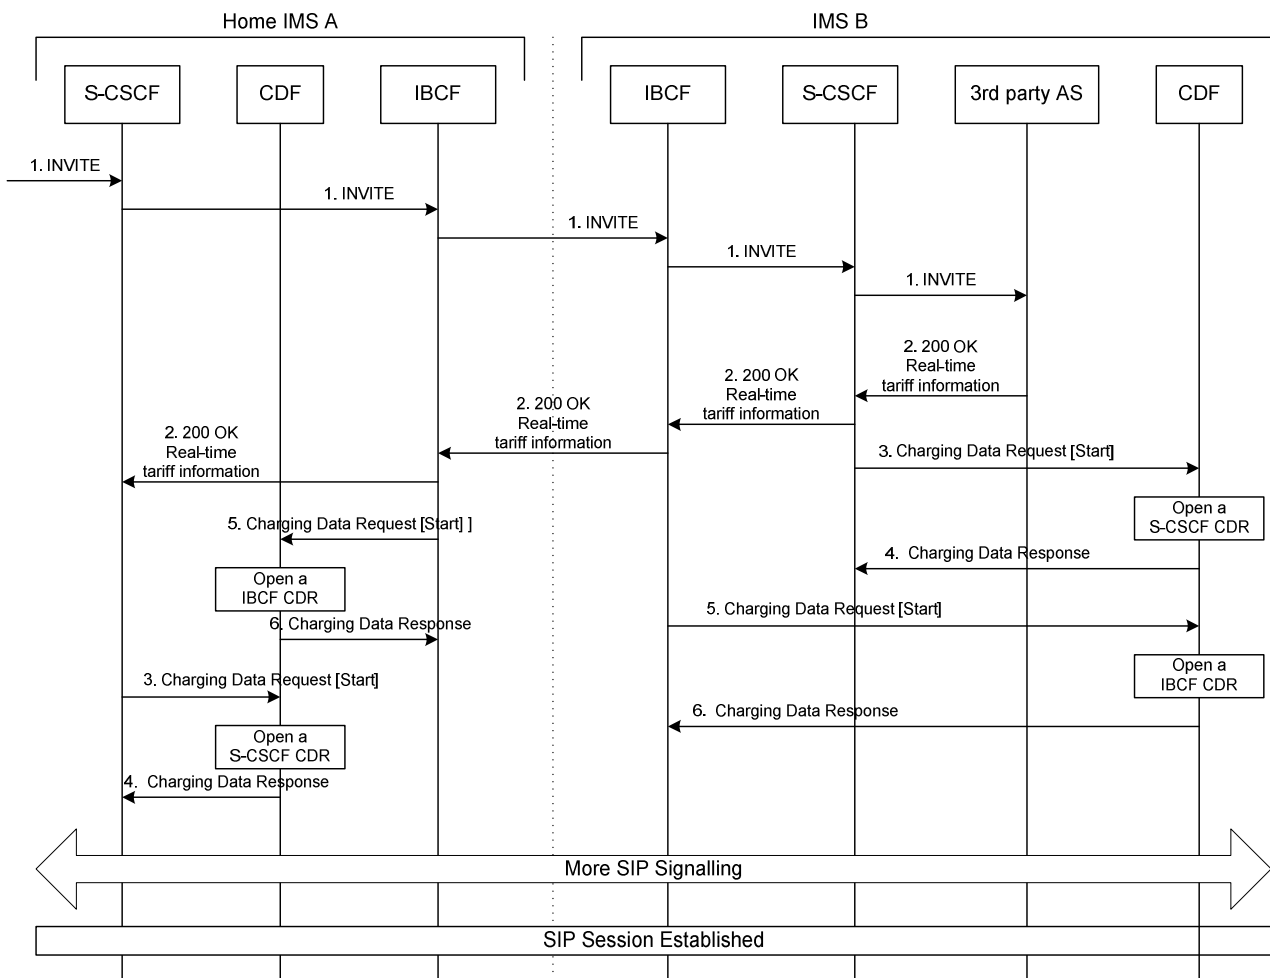 Home IMS A
IMS B
S-CSCF
CDF
IBCF
IBCF
S-CSCF
3rd party AS
CDF
1. INVITE
1. INVITE
1. INVITE
1. INVITE
1. INVITE
2. 200 OK
Real-time
tariff information
2. 200 OK
Real-time
tariff information
2. 200 OK
Real-time
tariff information
2. 200 OK
Real-time
tariff information
3. Charging Data Request [Start]
Open a
S-CSCF CDR
5. Charging Data Request [Start] ]
4. Charging Data Response
Open a
IBCF CDR
5. Charging Data Request [Start]
6. Charging Data Response
Open a
IBCF CDR
3. Charging Data Request [Start]
6. Charging Data Response
Open a
S-CSCF CDR
4. Charging Data Response
More SIP Signalling
SIP Session Established